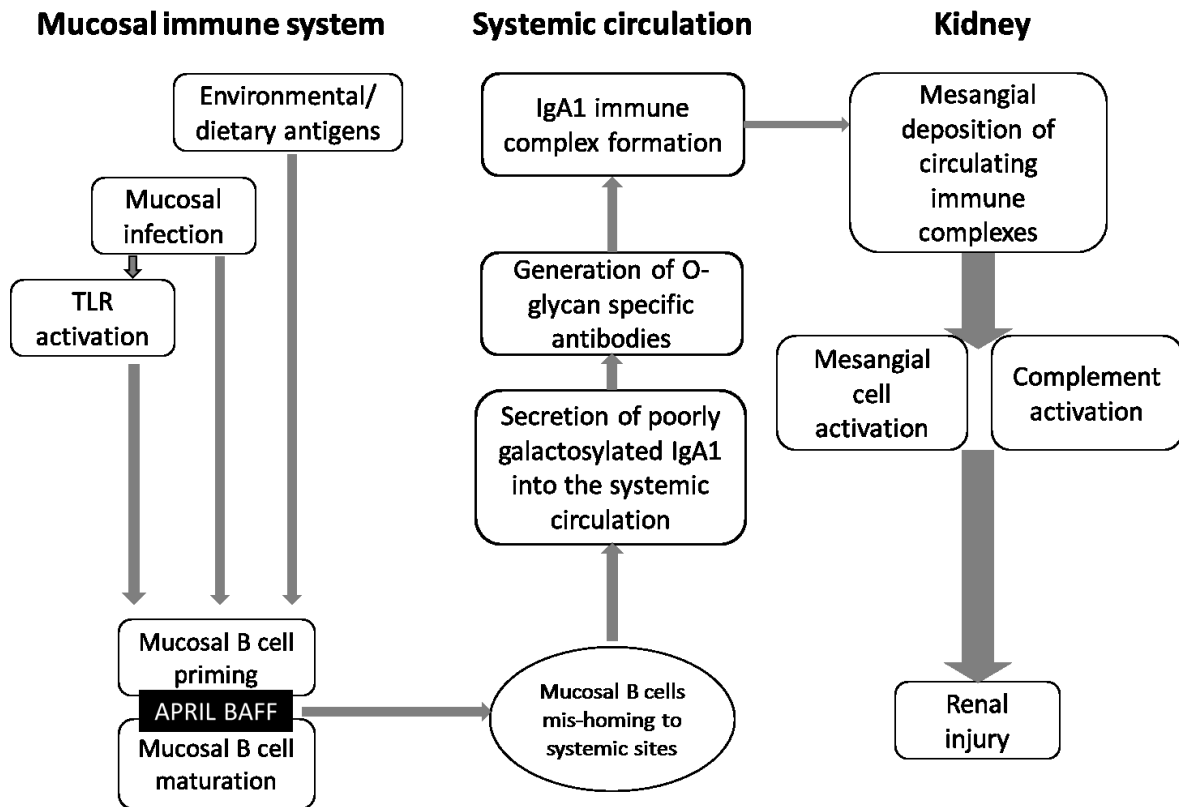 Mucosal immune system
Environmental/
dietary antigens
Mucosal
infection
TLR
activation
Mucosal B cell
priming
APRIL BAFF
Mucosal B cell
maturation
Systemic circulation
IgA1 immune
complex formation
Generation of O-
glycan specific
antibodies
Secretion of poorly
galactosylated IgA1
into the systemic
circulation
Mucosal B cells
mis-homing to
systemic sites
Kidney
Mesangial
deposition of
circulating
immune
complexes
Mesangial
cell
activation
Complement
activation
Renal
injury